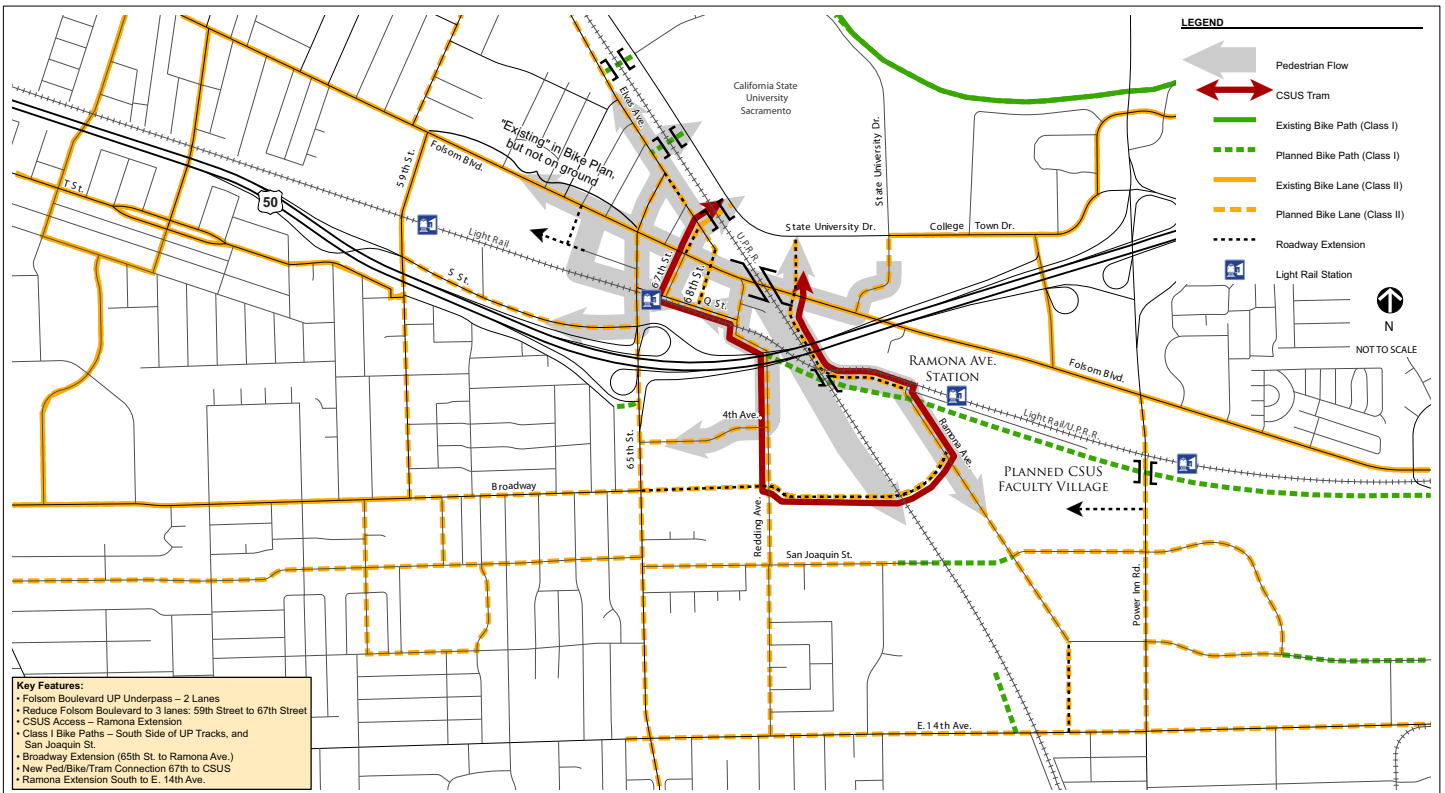 LEGEND
Pedestrian Flow
CSUS Tram
Existing Bike Path (Class I)
Planned Bike Path (Class I)
Existing Bike Lane (Class II)
Planned Bike Lane (Class II)
Roadway Extension
Light Rail Station
N
NOT TO SCALE
California State
University
Sacramento
Elvas Ave.
"Existing" in Bike Plan,
but not on ground
Folsom Blvd.
59th St.
T St.
50
Light Rail
S St.
67th St.
68th St.
Q St.
U.P.R.R.
State University Dr.
State University Dr.
College Town Dr.
Ramona Ave.
Station
Folsom Blvd.
Light Rail/U.P.R.R.
4th Ave.
65th St.
Ramona Ave.
Planned CSUS
Faculty Village
Broadway
Redding Ave.
San Joaquin St.
Power Inn Rd.
E. 14th Ave.
Key Features:
• Folsom Boulevard UP Underpass – 2 Lanes
• Reduce Folsom Boulevard to 3 lanes: 59th Street to 67th Street
• CSUS Access – Ramona Extension
• Class I Bike Paths – South Side of UP Tracks, and
San Joaquin St.
• Broadway Extension (65th St. to Ramona Ave.)
• New Ped/Bike/Tram Connection 67th to CSUS
• Ramona Extension South to E. 14th Ave.